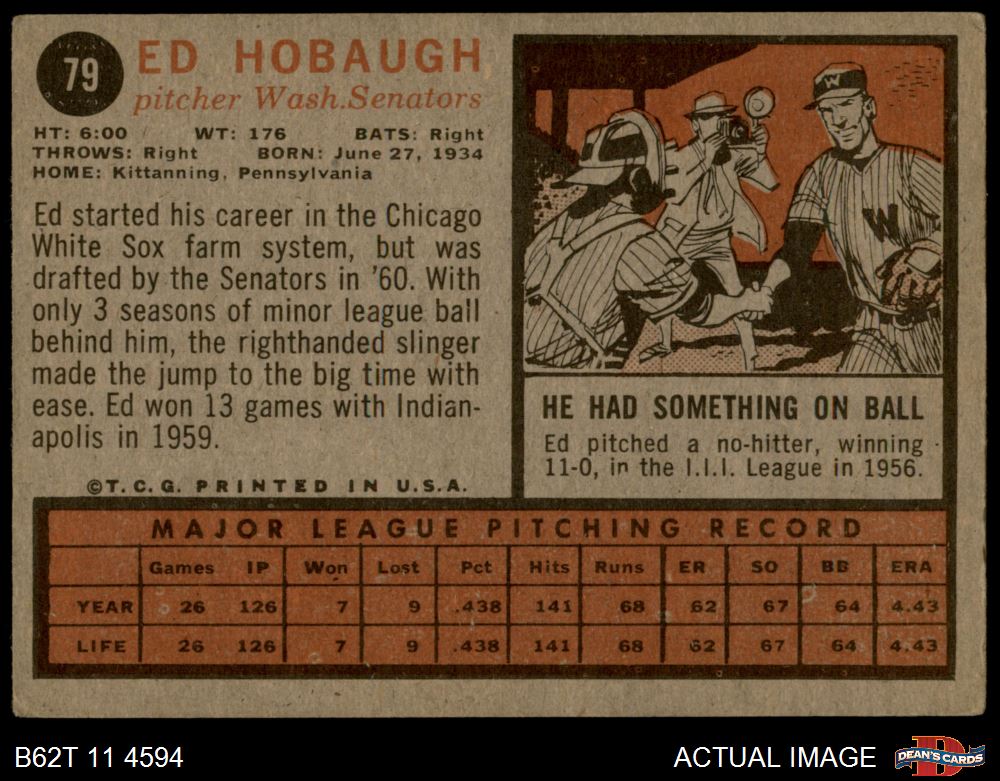 79
ED HOBAUGH
pitcher Wash.Senators
HT: 6:00 WT: 176 BATS: Right
THROWS: Right BORN: June 27, 1934
HOME: Kittanning, Pennsylvania
Ed started his career in the Chicago
White Sox farm system, but was
drafted by the Senators in '60. With
only 3 seasons of minor league ball
behind him, the righthanded slinger
made the jump to the big time with
ease. Ed won 13 games with Indian-
apolis in 1959.
©T.C.G. PRINTED IN U.S.A.
W
W
HE HAD SOMETHING ON BALL
Ed pitched a no-hitter, winning
11-0, in the I.I.I. League in 1956.
MAJOR LEAGUE PITCHING RECORD
Games IP Won Lost Pct Hits Runs ER SO BB ERA
YEAR 26 126 7 9 .438 141 68 62 67 64 4.43
LIFE 26 126 7 9 .438 141 68 62 67 64 4.43
B62T 11 4594
ACTUAL IMAGE
D
DEAN'S CARDS